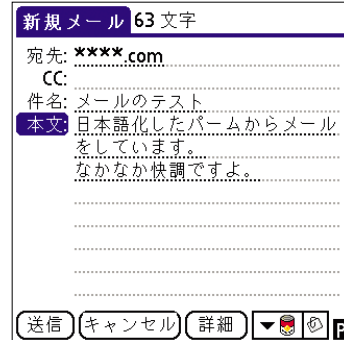 新規メール 63 文字
宛先: ****.com
CC:
件名: メールのテスト
本文: 日本語化したパームからメール
をしています。
なかなか快調ですよ。
送信 キャンセル 詳細